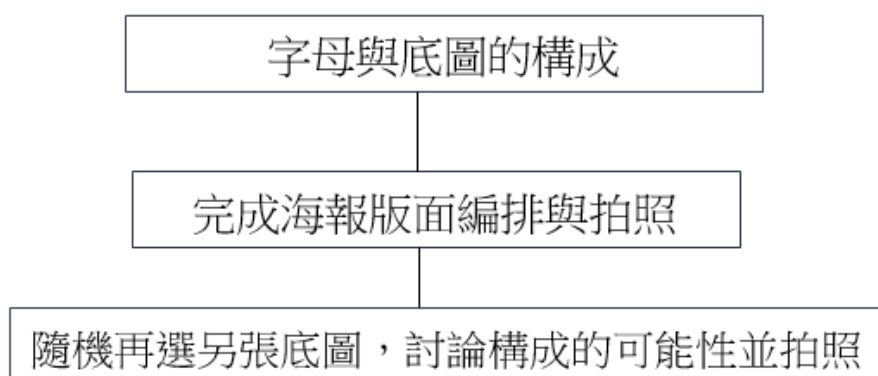 字母與底圖的構成
完成海報版面編排與拍照
隨機再選另張底圖，討論構成的可能性並拍照